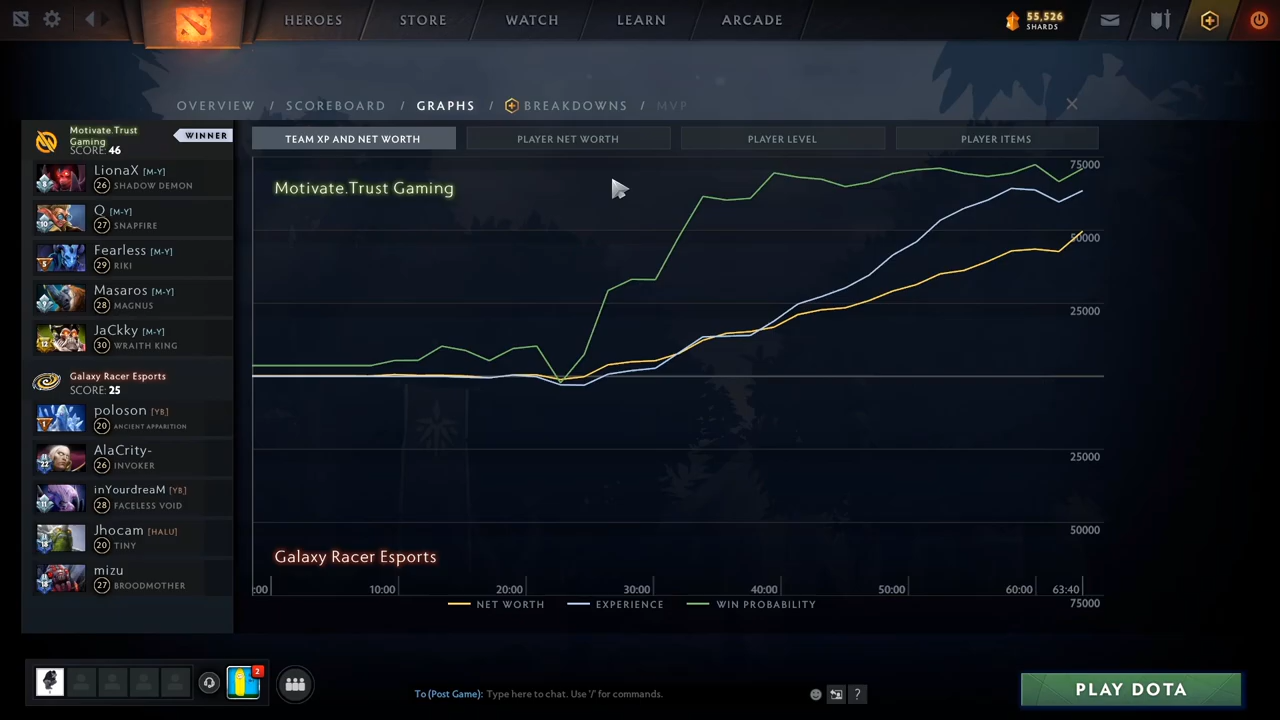 HEROES
STORE
WATCH
LEARN
ARCADE
55,526
SHARDS
OVERVIEW / SCOREBOARD / GRAPHS / BREAKDOWNS / MVP
Motivate.Trust
Gaming
SCORE: 46
WINNER
LionaX [M-Y]
26 SHADOW DEMON
Q [M-Y]
27 SNAPFIRE
Fearless [M-Y]
29 RIKI
Masaros [M-Y]
28 MAGNUS
JaCkky [M-Y]
30 WRAITH KING
Galaxy Racer Esports
SCORE: 25
poloson [YB.]
20 ANCIENT APPARITION
AlaCrity-
26 INVOKER
inYourdreaM [YB.]
28 FACELESS VOID
Jhocam [HALU]
20 TINY
mizu
27 BROODMOTHER
TEAM XP AND NET WORTH
PLAYER NET WORTH
PLAYER LEVEL
PLAYER ITEMS
Motivate.Trust Gaming
75000
50000
25000
25000
50000
75000
Galaxy Racer Esports
:00
10:00
20:00
30:00
40:00
50:00
60:00
63:40
NET WORTH
EXPERIENCE
WIN PROBABILITY
2
To (Post Game): Type here to chat. Use '/' for commands.
?
PLAY DOTA